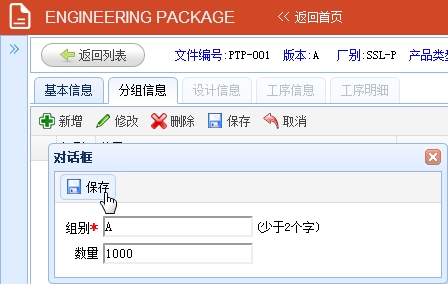 ENGINEERING PACKAGE << 返回首页
»
返回列表 文件编号:PTP-001 版本:A 厂别:SSL-P 产品类
基本信息 分组信息 设计信息 工序信息 工序明细
新增 修改 删除 保存 取消
对话框
保存
组别* A (少于2个字)
数量 1000